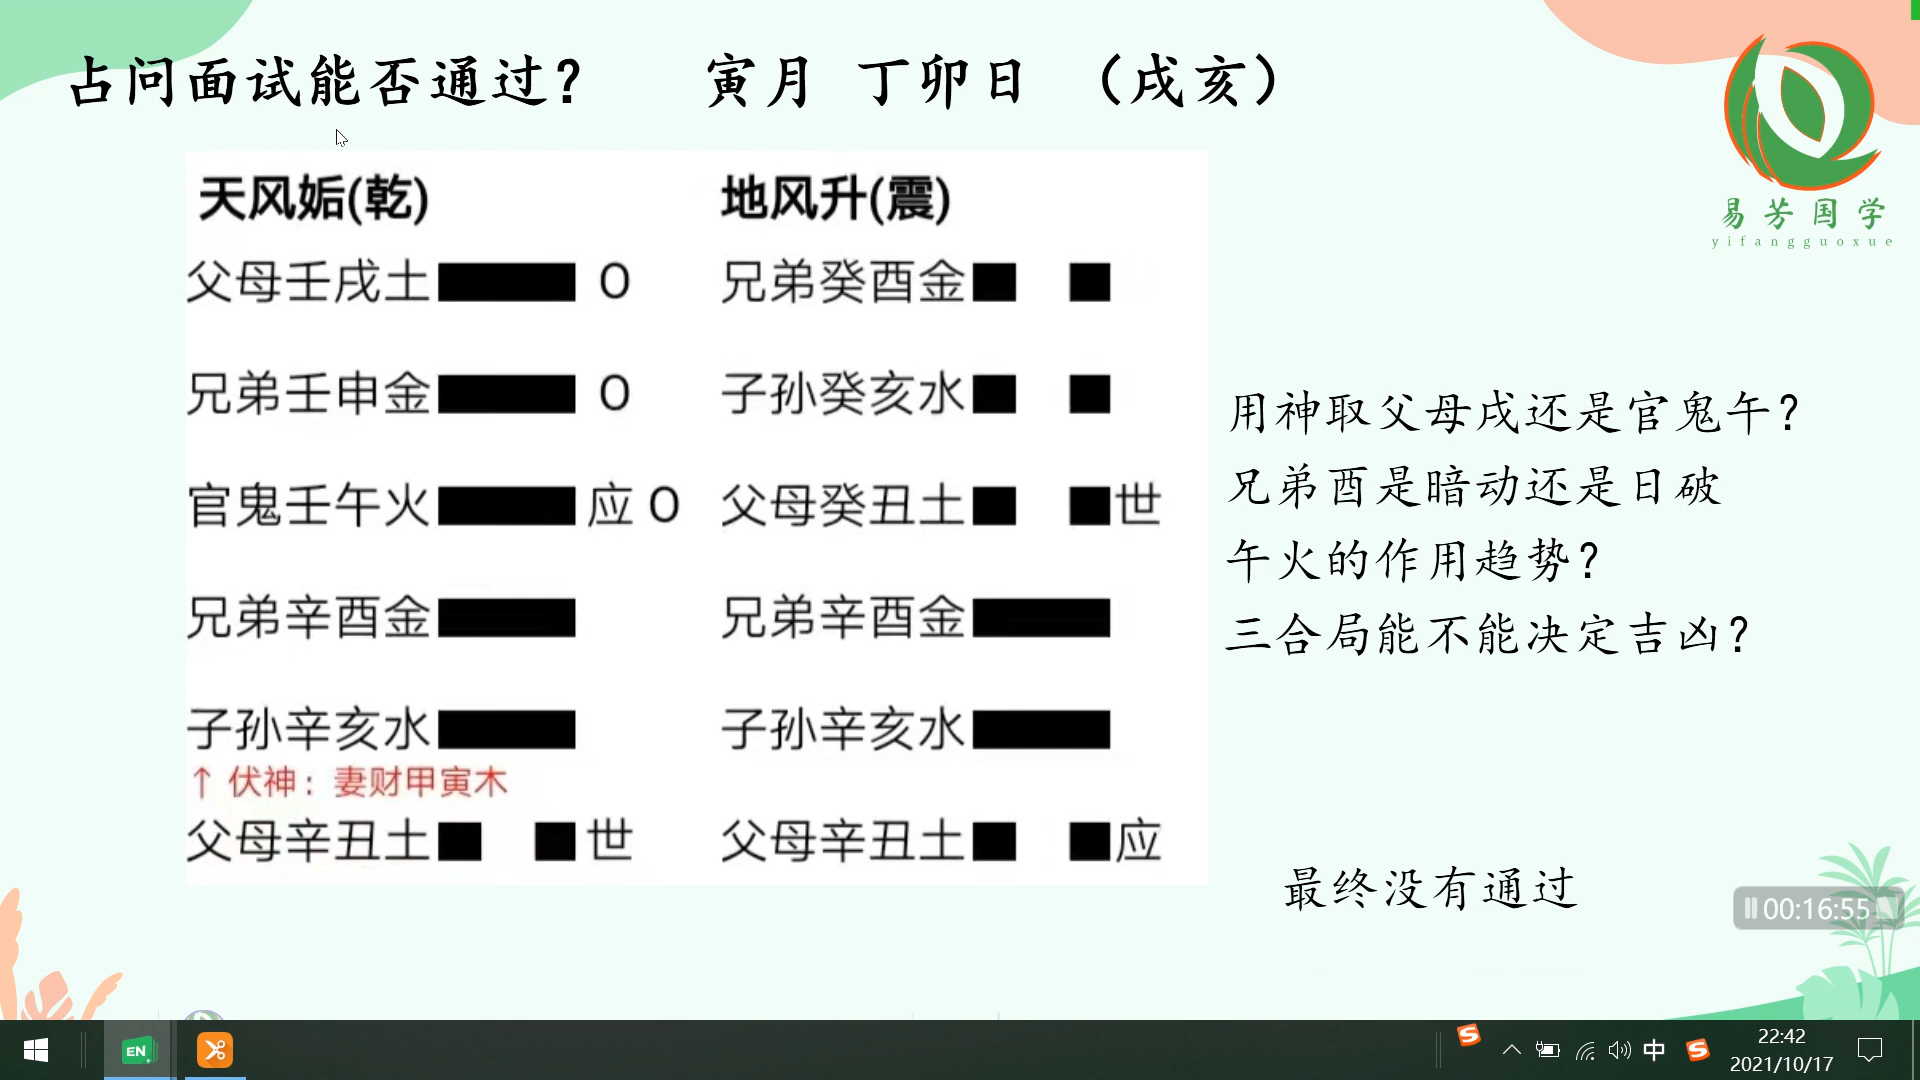 占问面试能否通过？ 寅月 丁卯日 （戌亥）
易芳国学
yifangguoxue
天风姤(乾) 地风升(震)
父母壬戌土 O 兄弟癸酉金
兄弟壬申金 O 子孙癸亥水
官鬼壬午火 应 O 父母癸丑土 世
兄弟辛酉金 兄弟辛酉金
子孙辛亥水 子孙辛亥水
↑ 伏神：妻财甲寅木
父母辛丑土 世 父母辛丑土 应
用神取父母戌还是官鬼午？
兄弟酉是暗动还是日破
午火的作用趋势？
三合局能不能决定吉凶？
最终没有通过
00:16:55
EN
中
22:42
2021/10/17